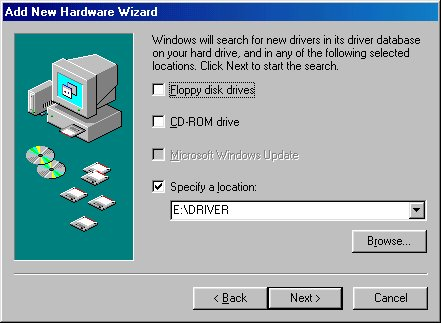 Add New Hardware Wizard
Windows will search for new drivers in its driver database
on your hard drive, and in any of the following selected
locations. Click Next to start the search.
Floppy disk drives
CD-ROM drive
Microsoft Windows Update
Specify a location:
E:\DRIVER
Browse...
< Back
Next >
Cancel